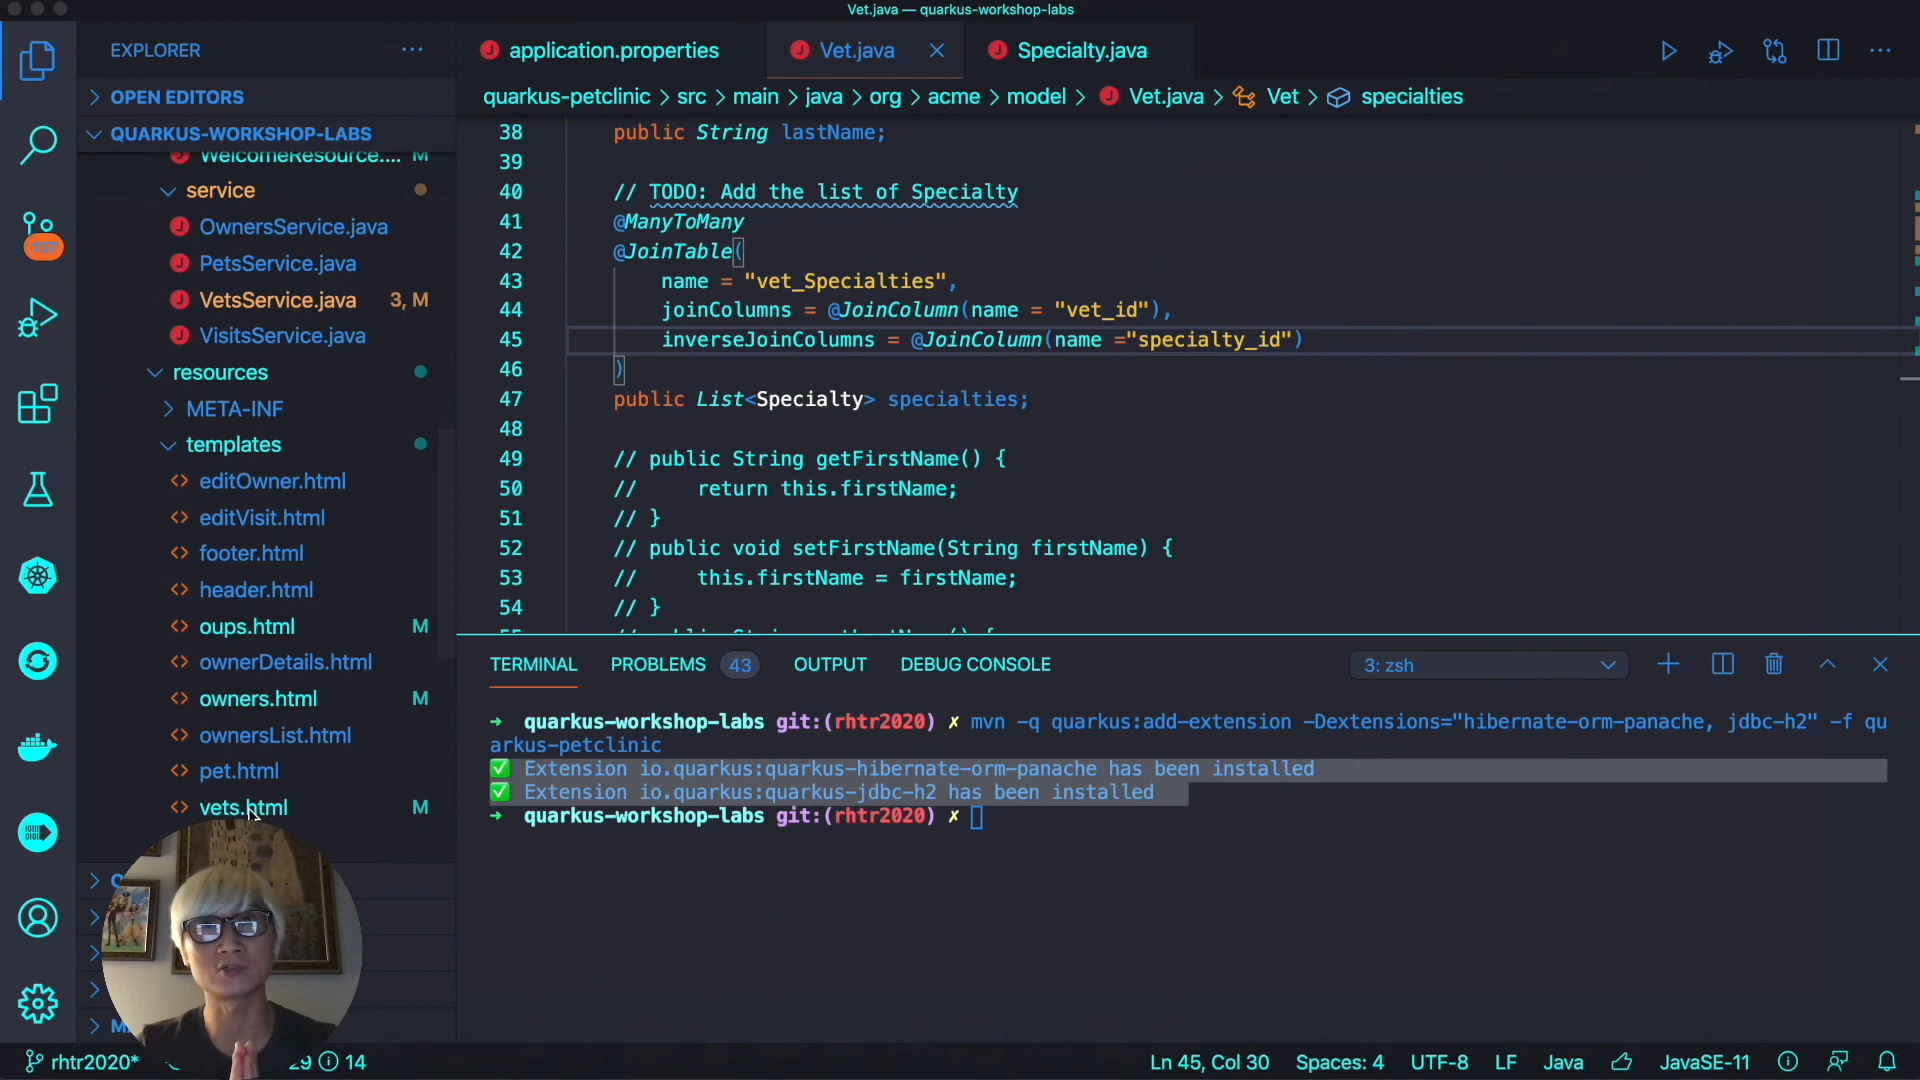 Vet.java — quarkus-workshop-labs
EXPLORER
OPEN EDITORS
QUARKUS-WORKSHOP-LABS
WelcomeResource.... M
service
OwnersService.java
PetsService.java
VetsService.java 3, M
VisitsService.java
resources
META-INF
templates
editOwner.html
editVisit.html
footer.html
header.html
oups.html M
ownerDetails.html
owners.html M
ownersList.html
pet.html
vets.html M
application.properties
Vet.java
Specialty.java
quarkus-petclinic > src > main > java > org > acme > model > Vet.java > Vet > specialties
38 public String lastName;
39
40 // TODO: Add the list of Specialty
41 @ManyToMany
42 @JoinTable(
43 name = "vet_Specialties",
44 joinColumns = @JoinColumn(name = "vet_id"),
45 inverseJoinColumns = @JoinColumn(name ="specialty_id")
46 )
47 public List<Specialty> specialties;
48
49 // public String getFirstName() {
50 // return this.firstName;
51 // }
52 // public void setFirstName(String firstName) {
53 // this.firstName = firstName;
54 // }
TERMINAL PROBLEMS 43 OUTPUT DEBUG CONSOLE 3: zsh
➜ quarkus-workshop-labs git:(rhtr2020) ✗ mvn -q quarkus:add-extension -Dextensions="hibernate-orm-panache, jdbc-h2" -f qu
arkus-petclinic
✅ Extension io.quarkus:quarkus-hibernate-orm-panache has been installed
✅ Extension io.quarkus:quarkus-jdbc-h2 has been installed
➜ quarkus-workshop-labs git:(rhtr2020) ✗
rhtr2020* 14
Ln 45, Col 30 Spaces: 4 UTF-8 LF Java JavaSE-11